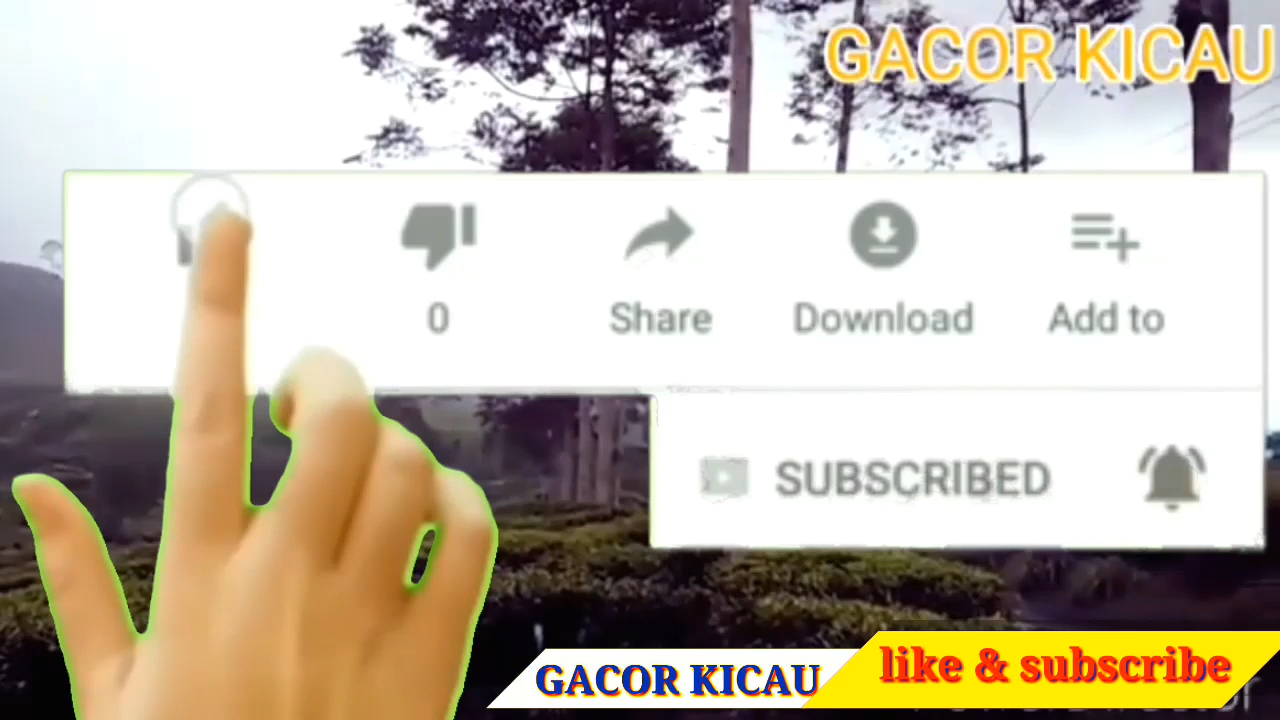 GACOR KICAU
0
Share
Download
Add to
SUBSCRIBED
GACOR KICAU
like & subscribe